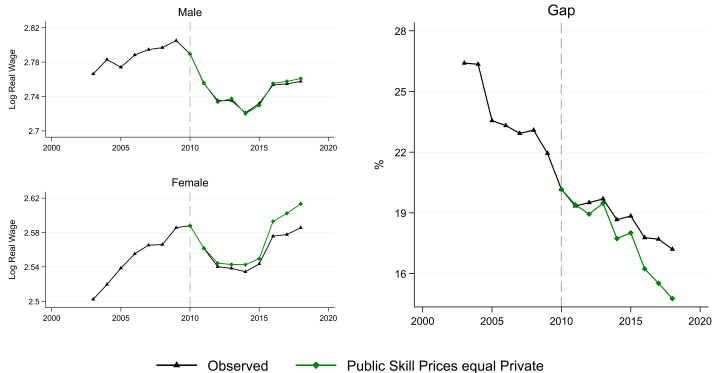 Male
Log Real Wage
2.82
2.78
2.74
2.7
2000 2005 2010 2015 2020
Female
Log Real Wage
2.62
2.58
2.54
2.5
2000 2005 2010 2015 2020
Gap
%
28
25
22
19
16
2000 2005 2010 2015 2020
Observed Public Skill Prices equal Private